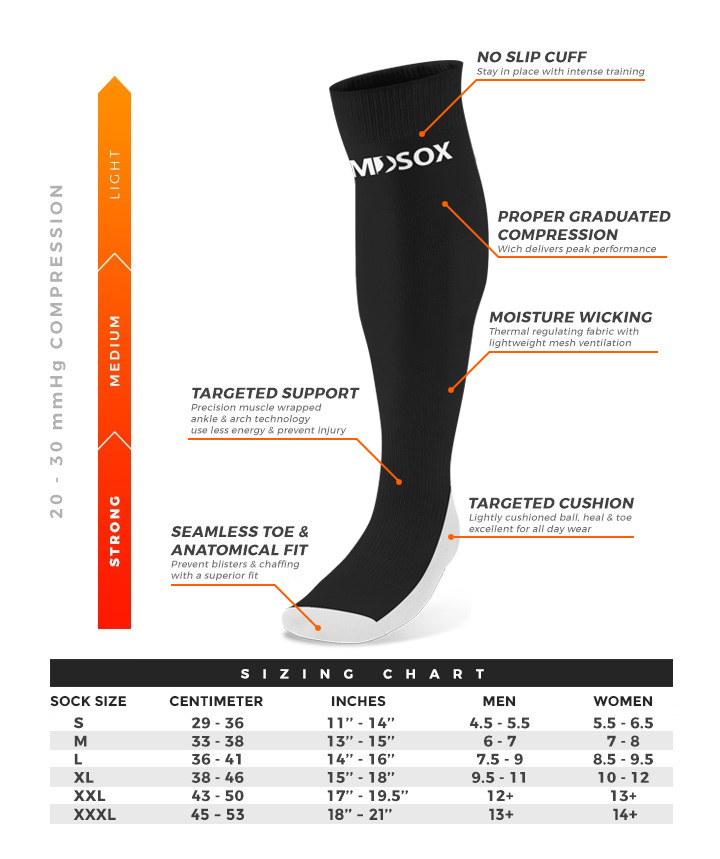 NO SLIP CUFF
Stay in place with intense training
LIGHT
MDSOX
20 - 30 mmHg COMPRESSION
PROPER GRADUATED
COMPRESSION
Wich delivers peak performance
MEDIUM
MOISTURE WICKING
Thermal regulating fabric with
lightweight mesh ventilation
TARGETED SUPPORT
Precision muscle wrapped
ankle & arch technology
use less energy & prevent injury
STRONG
TARGETED CUSHION
Lightly cushioned ball, heal & toe
excellent for all day wear
SEAMLESS TOE &
ANATOMICAL FIT
Prevent blisters & chaffing
with a superior fit
SIZING CHART
SOCK SIZE CENTIMETER INCHES MEN WOMEN
S 29 - 36 11’’ - 14’’ 4.5 - 5.5 5.5 - 6.5
M 33 - 38 13’’ - 15’’ 6 - 7 7 - 8
L 36 - 41 14’’ - 16’’ 7.5 - 9 8.5 - 9.5
XL 38 - 46 15’’ - 18’’ 9.5 - 11 10 - 12
XXL 43 - 50 17’’ - 19.5’’ 12+ 13+
XXXL 45 – 53 18” – 21” 13+ 14+